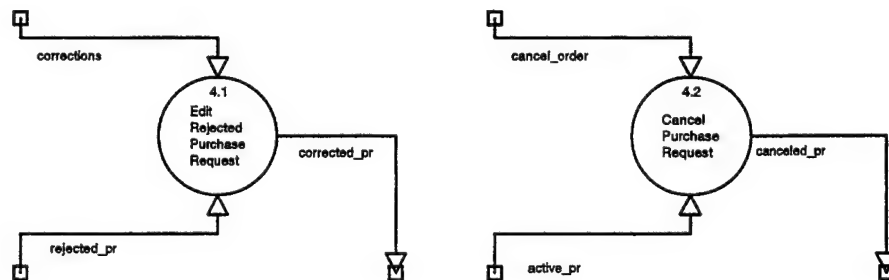 corrections
4.1
Edit
Rejected
Purchase
Request
corrected_pr
rejected_pr
cancel_order
4.2
Cancel
Purchase
Request
canceled_pr
active_pr